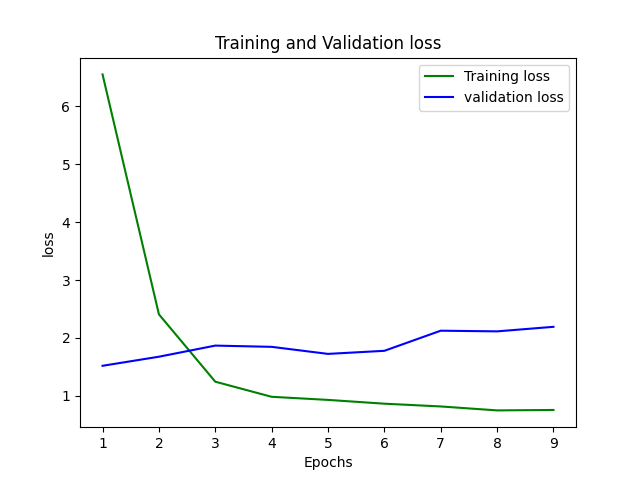 Training and Validation loss
Training loss
validation loss
6
5
4
3
2
1
loss
1 2 3 4 5 6 7 8 9
Epochs